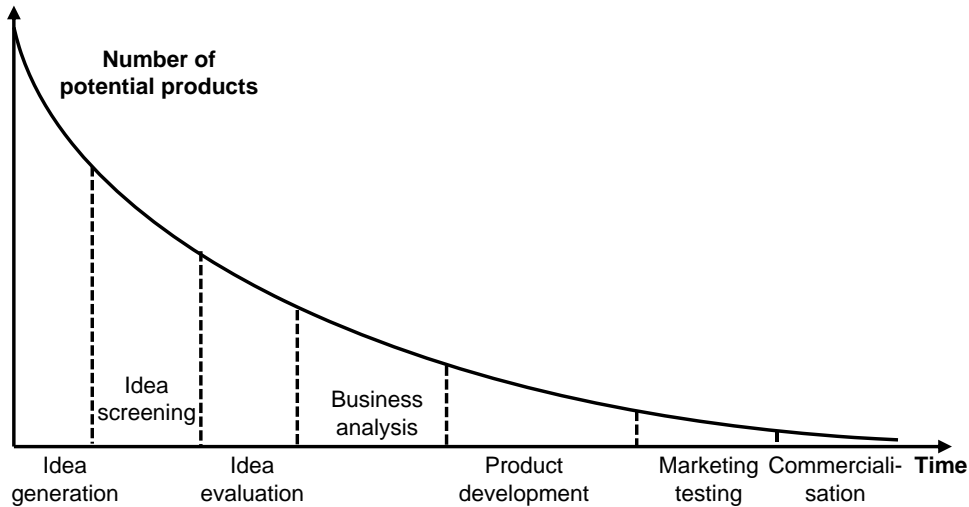 Number of
potential products
Idea
screening
Business
analysis
Idea
generation
Idea
evaluation
Product
development
Marketing
testing
Commerciali-
sation
Time